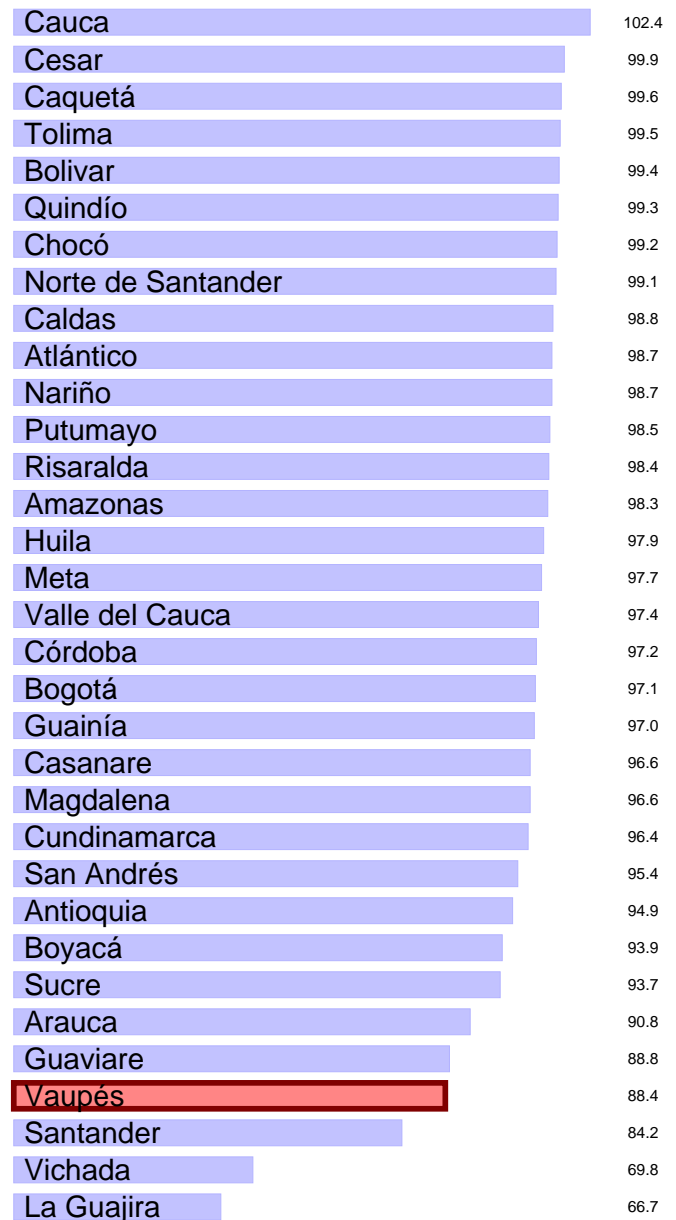 Cauca 102.4
Cesar 99.9
Caquetá 99.6
Tolima 99.5
Bolivar 99.4
Quindío 99.3
Chocó 99.2
Norte de Santander 99.1
Caldas 98.8
Atlántico 98.7
Nariño 98.7
Putumayo 98.5
Risaralda 98.4
Amazonas 98.3
Huila 97.9
Meta 97.7
Valle del Cauca 97.4
Córdoba 97.2
Bogotá 97.1
Guainía 97.0
Casanare 96.6
Magdalena 96.6
Cundinamarca 96.4
San Andrés 95.4
Antioquia 94.9
Boyacá 93.9
Sucre 93.7
Arauca 90.8
Guaviare 88.8
Vaupés 88.4
Santander 84.2
Vichada 69.8
La Guajira 66.7